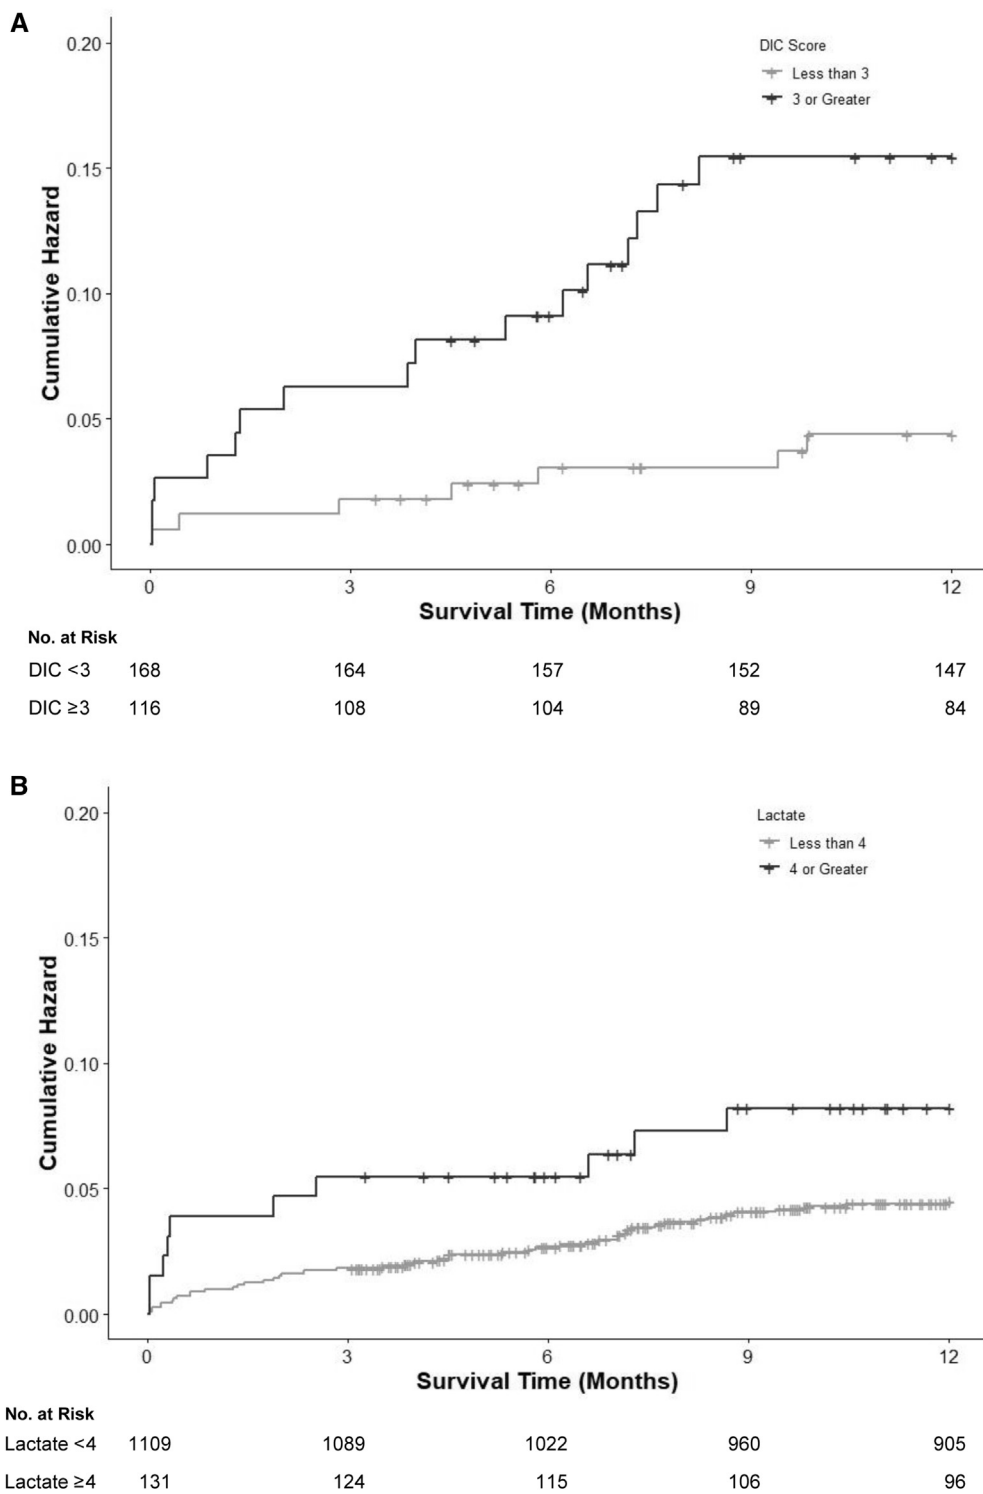 A
0.20
DIC Score
Less than 3
3 or Greater
0.15
0.10
0.05
0.00
Cumulative Hazard
0 3 6 9 12
Survival Time (Months)
No. at Risk
DIC <3 168 164 157 152 147
DIC ≥3 116 108 104 89 84
B
0.20
Lactate
Less than 4
4 or Greater
0.15
0.10
0.05
0.00
Cumulative Hazard
0 3 6 9 12
Survival Time (Months)
No. at Risk
Lactate <4 1109 1089 1022 960 905
Lactate ≥4 131 124 115 106 96